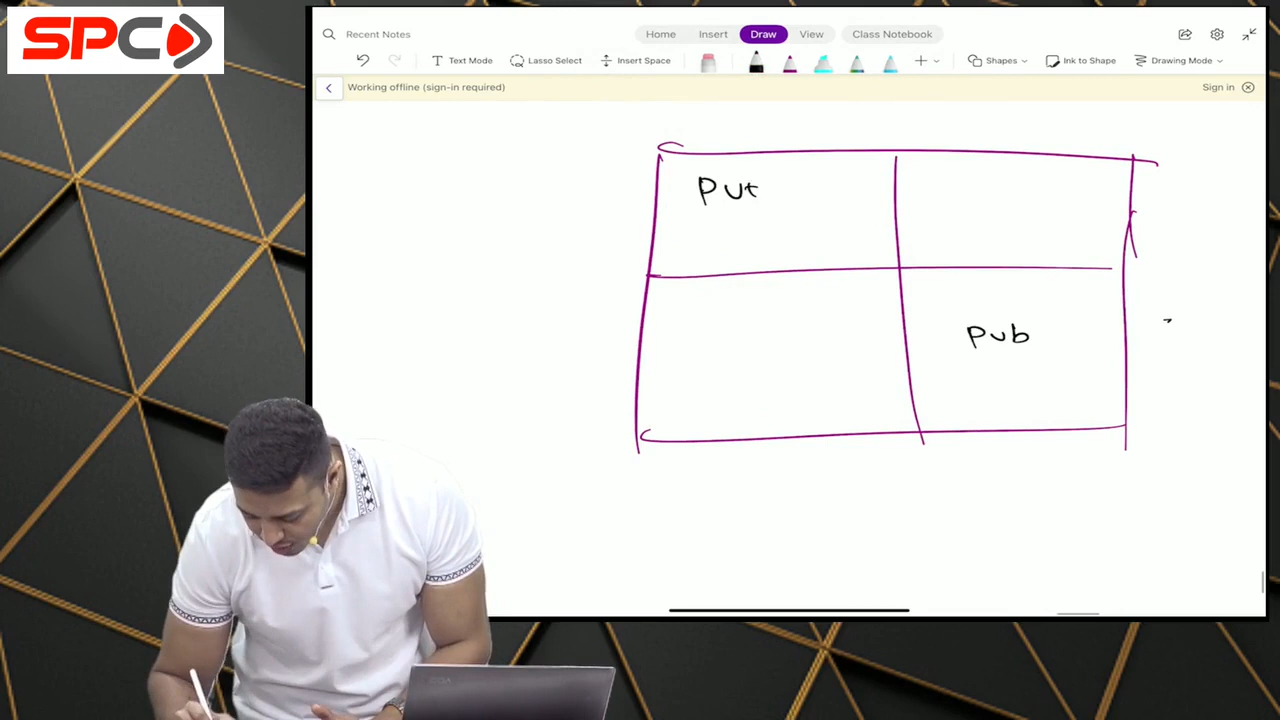 SPC
Recent Notes
Home Insert Draw View Class Notebook
Text Mode Lasso Select Insert Space Shapes Ink to Shape Drawing Mode
Working offline (sign-in required) Sign in
Put
Pub